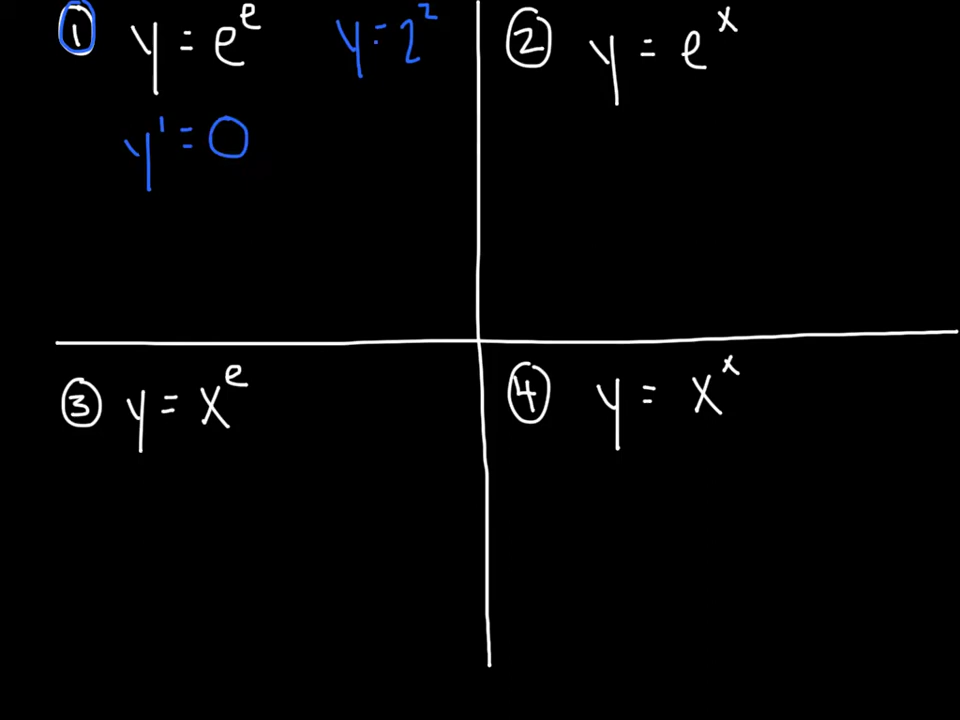 ① y = e^e y = 2^2
y' = 0
② y = e^x
③ y = x^e
④ y = x^x